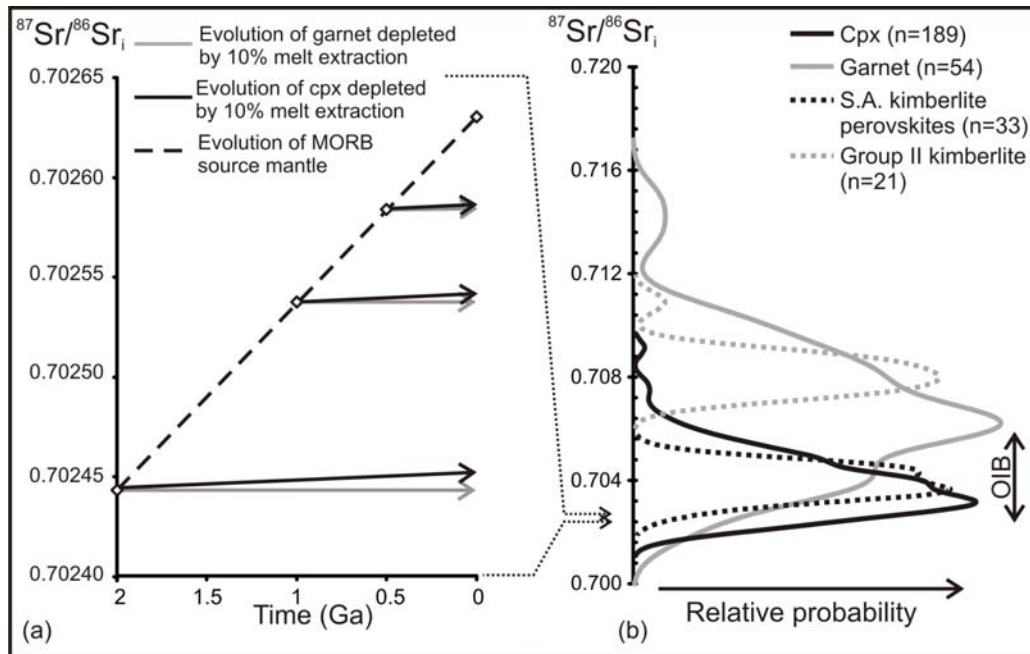 ⁸⁷Sr/⁸⁶Srᵢ
Evolution of garnet depleted
by 10% melt extraction
Evolution of cpx depleted
by 10% melt extraction
Evolution of MORB
source mantle
0.70265
0.70260
0.70255
0.70250
0.70245
0.70240
2
1.5
1
0.5
0
Time (Ga)
(a)
⁸⁷Sr/⁸⁶Srᵢ
Cpx (n=189)
Garnet (n=54)
S.A. kimberlite
perovskites (n=33)
Group II kimberlite
(n=21)
0.720
0.716
0.712
0.708
0.704
0.700
OIB
Relative probability
(b)